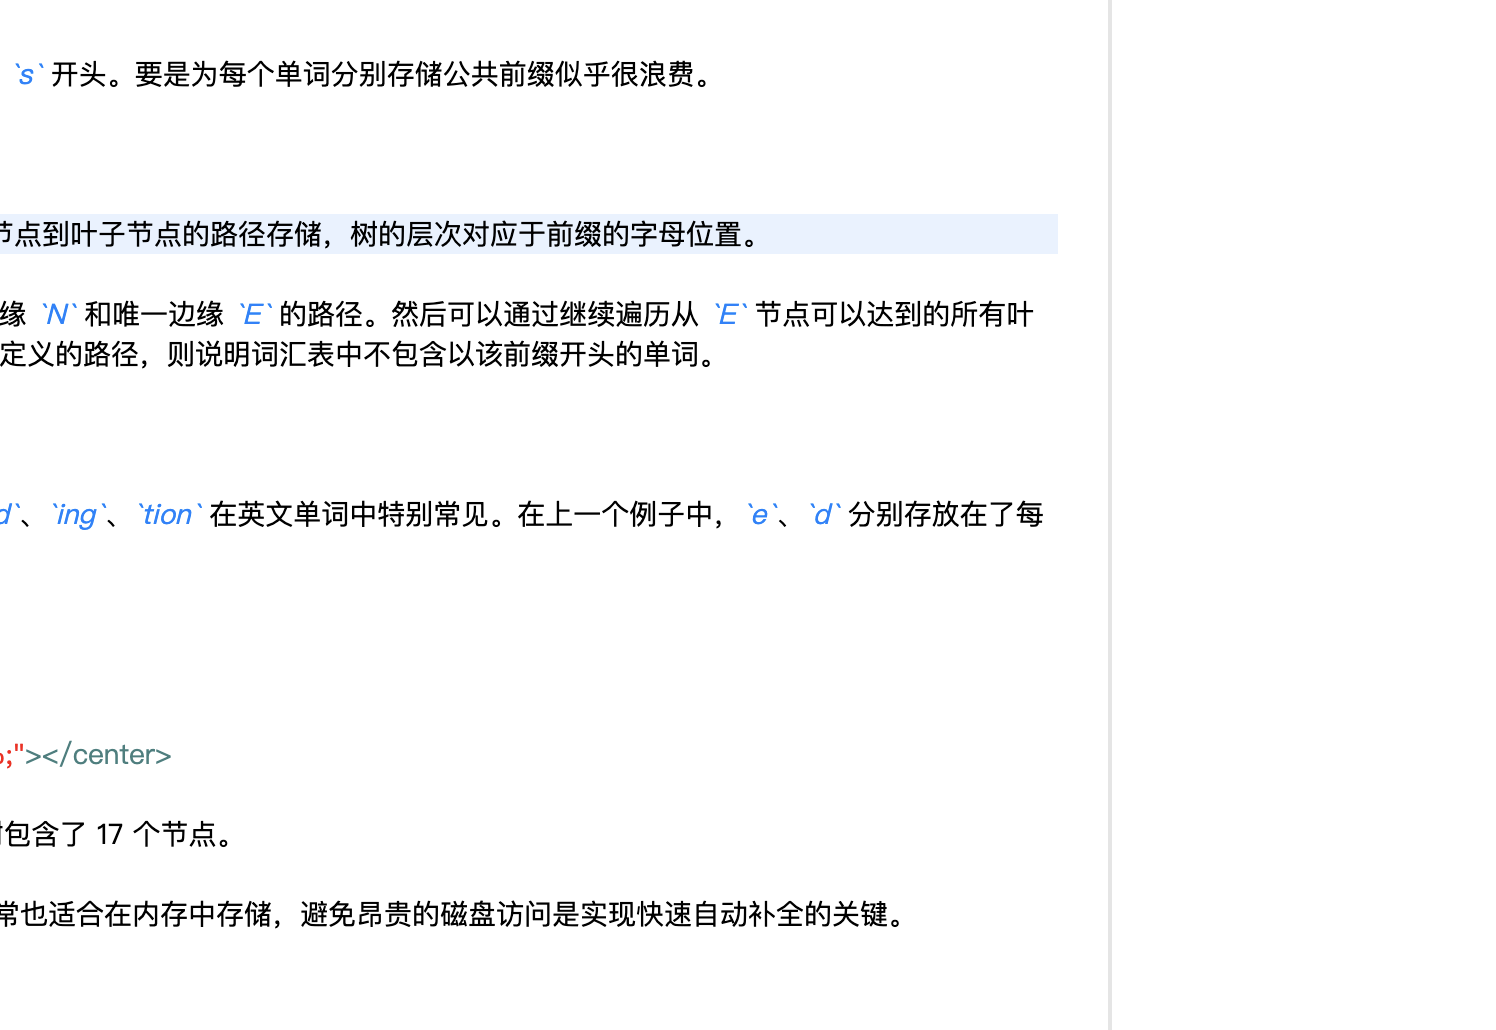 `s` 开头。要是为每个单词分别存储公共前缀似乎很浪费。
节点到叶子节点的路径存储，树的层次对应于前缀的字母位置。
缘 `N` 和唯一边缘 `E` 的路径。然后可以通过继续遍历从 `E` 节点可以达到的所有叶
定义的路径，则说明词汇表中不包含以该前缀开头的单词。
d`、`ing`、`tion` 在英文单词中特别常见。在上一个例子中，`e`、`d` 分别存放在了每
;"></center>
包含了 17 个节点。
常也适合在内存中存储，避免昂贵的磁盘访问是实现快速自动补全的关键。